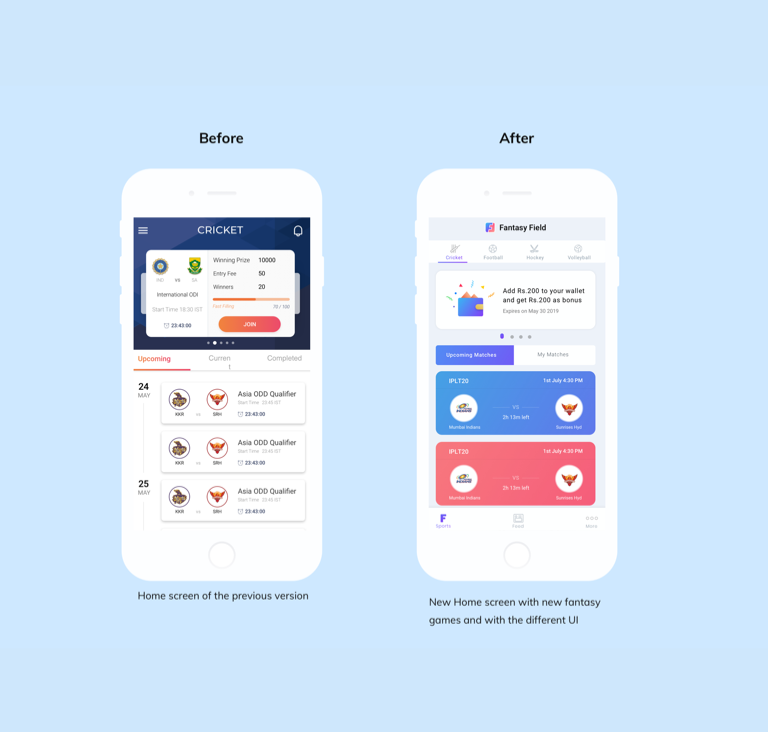 Before
CRICKET
IND VS SA
International ODI
Start Time 18:30 IST
23:43:00
Winning Prize 10000
Entry Fee 50
Winners 20
Fast Filling 70 / 100
JOIN
Upcoming
Curren
t
Completed
24
MAY
Asia ODD Qualifier
Start Time 23:45 IST
KKR vs SRH
23:43:00
Asia ODD Qualifier
Start Time 23:45 IST
KKR vs SRH
23:43:00
25
MAY
Asia ODD Qualifier
Start Time 23:45 IST
KKR vs SRH
23:43:00
Home screen of the previous version
After
Fantasy Field
Cricket
Football
Hockey
Volleyball
Add Rs.200 to your wallet
and get Rs.200 as bonus
Expires on May 30 2019
Upcoming Matches
My Matches
IPLT20
1st July 4:30 PM
VS
2h 13m left
Mumbai Indians
Sunrises Hyd
IPLT20
1st July 4:30 PM
VS
2h 13m left
Mumbai Indians
Sunrises Hyd
Sports
Feed
More
New Home screen with new fantasy
games and with the different UI